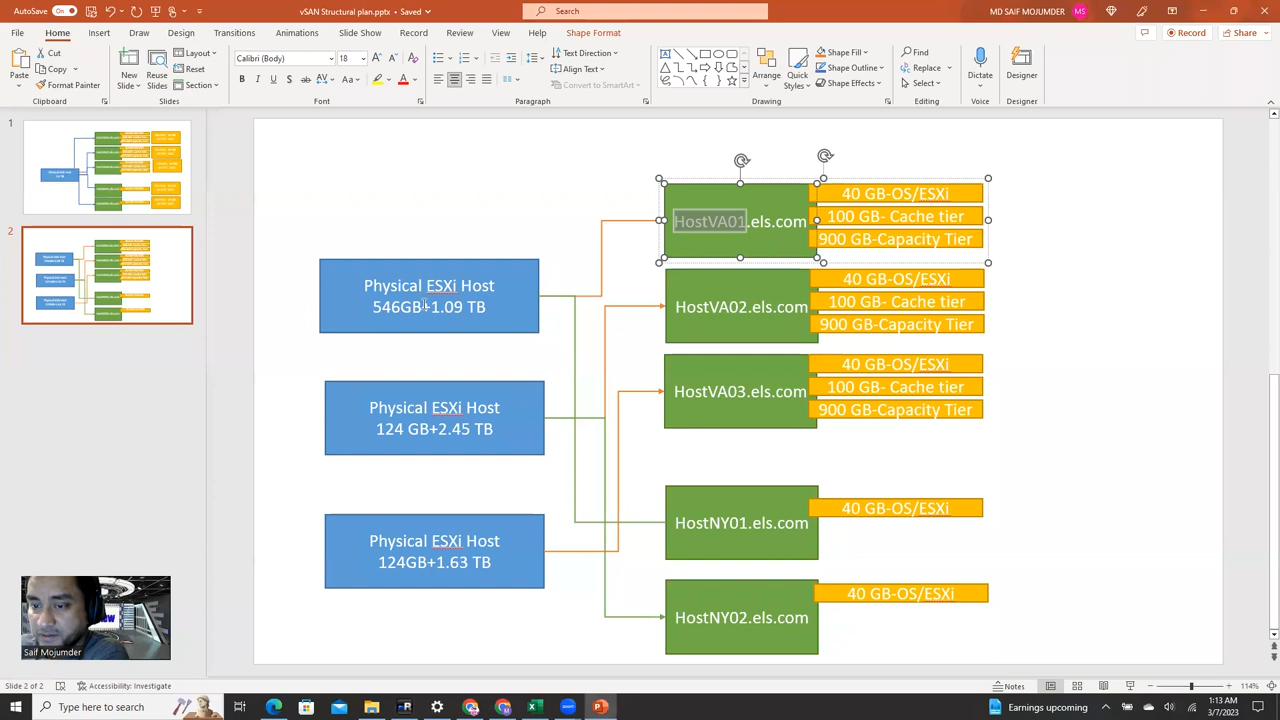 AutoSave
On
vSAN Structural plan.pptx • Saved
Search
MD SAIF MOJUMDER
MS
File
Home
Insert
Draw
Design
Transitions
Animations
Slide Show
Record
Review
View
Help
Shape Format
Record
Share
Paste
Cut
Copy
Format Painter
Clipboard
New Slide
Reuse Slides
Layout
Reset
Section
Slides
Calibri (Body)
18
Font
Text Direction
Align Text
Convert to SmartArt
Paragraph
Arrange
Quick Styles
Shape Fill
Shape Outline
Shape Effects
Drawing
Find
Replace
Select
Editing
Dictate
Voice
Designer
Designer
1
2
Physical ESXi Host
546GB+1.09 TB
Physical ESXi Host
124 GB+2.45 TB
Physical ESXi Host
124GB+1.63 TB
HostVA01.els.com
40 GB-OS/ESXi
100 GB- Cache tier
900 GB-Capacity Tier
HostVA02.els.com
40 GB-OS/ESXi
100 GB- Cache tier
900 GB-Capacity Tier
HostVA03.els.com
40 GB-OS/ESXi
100 GB- Cache tier
900 GB-Capacity Tier
HostNY01.els.com
40 GB-OS/ESXi
HostNY02.els.com
40 GB-OS/ESXi
Saif Mojumder
Slide 2 of 2
Accessibility: Investigate
Notes
114%
Type here to search
Earnings upcoming
1:13 AM
3/7/2023